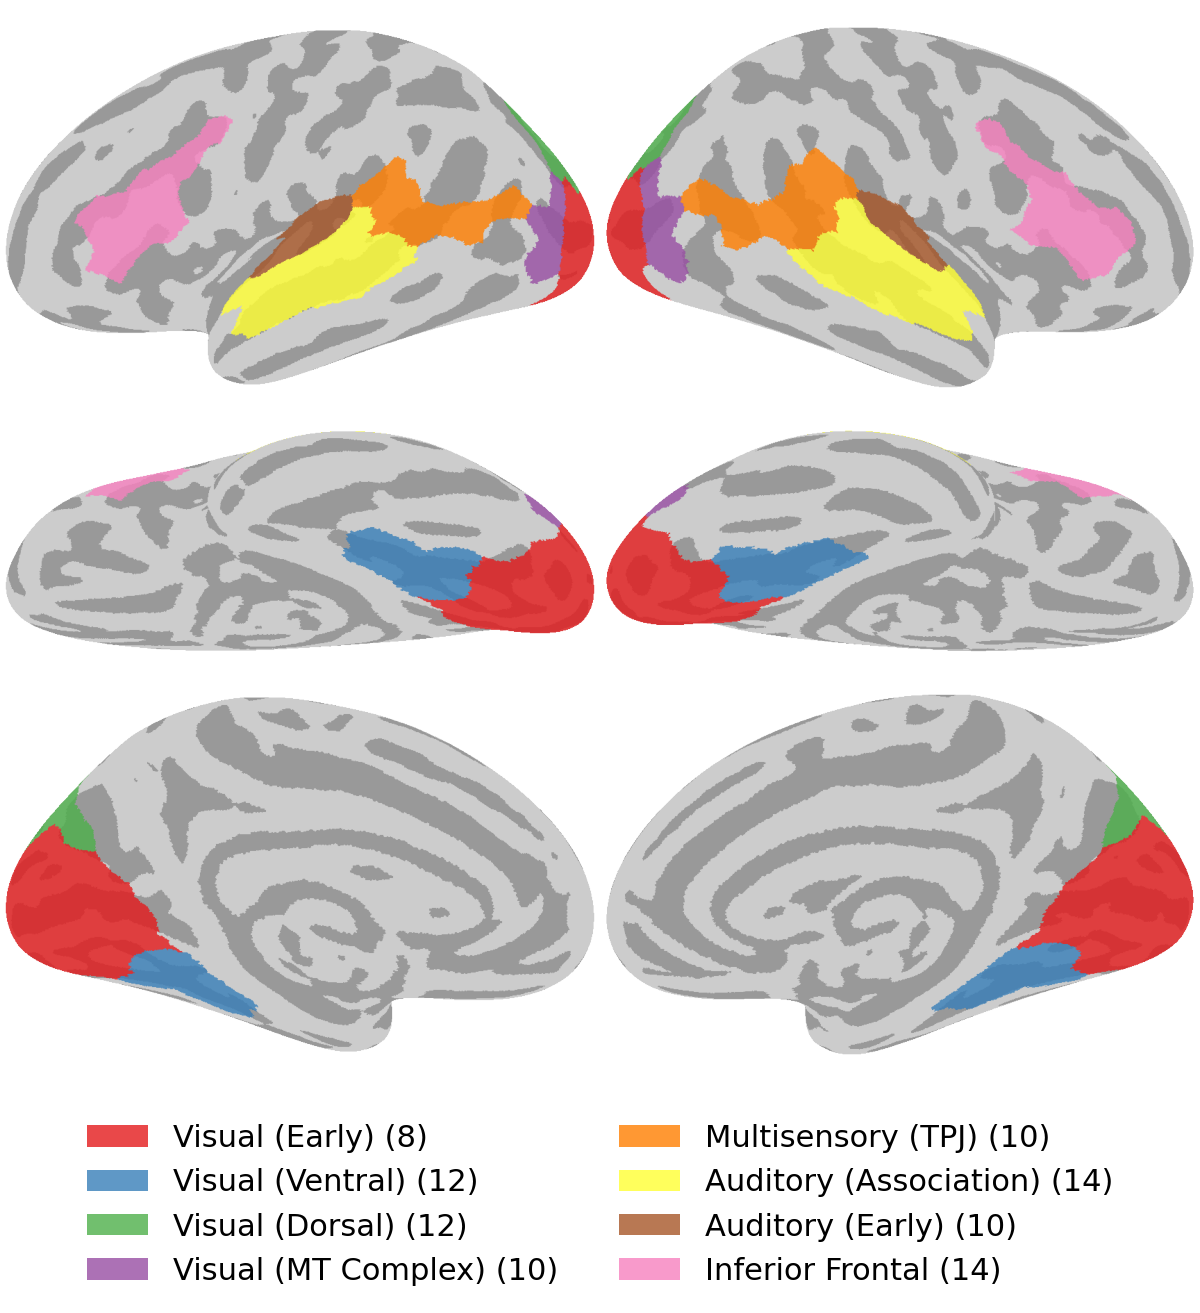 Visual (Early) (8)
Visual (Ventral) (12)
Visual (Dorsal) (12)
Visual (MT Complex) (10)
Multisensory (TPJ) (10)
Auditory (Association) (14)
Auditory (Early) (10)
Inferior Frontal (14)